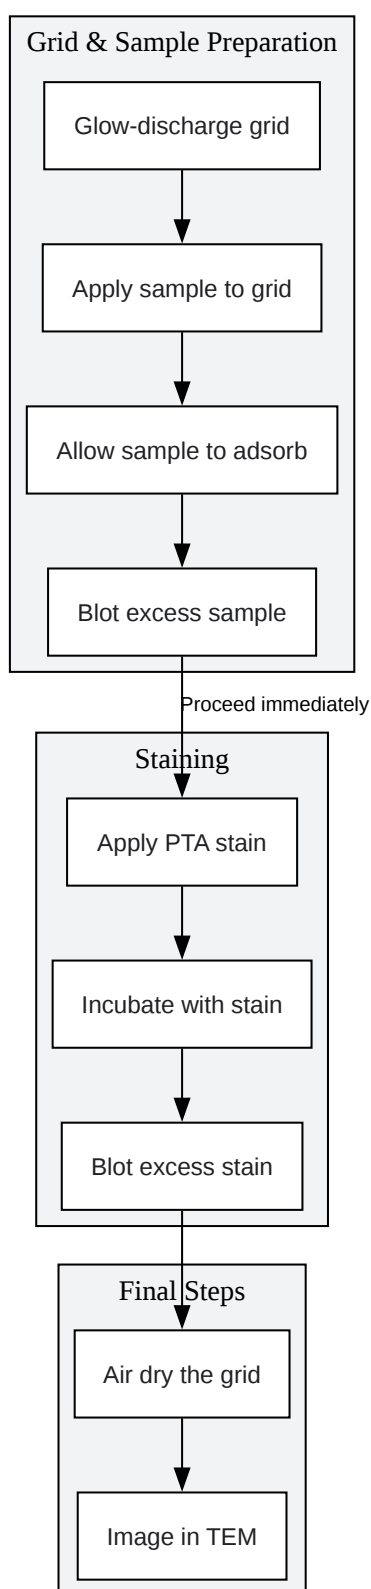 Grid & Sample Preparation
Glow-discharge grid
Apply sample to grid
Allow sample to adsorb
Blot excess sample
Proceed immediately
Staining
Apply PTA stain
Incubate with stain
Blot excess stain
Final Steps
Air dry the grid
Image in TEM